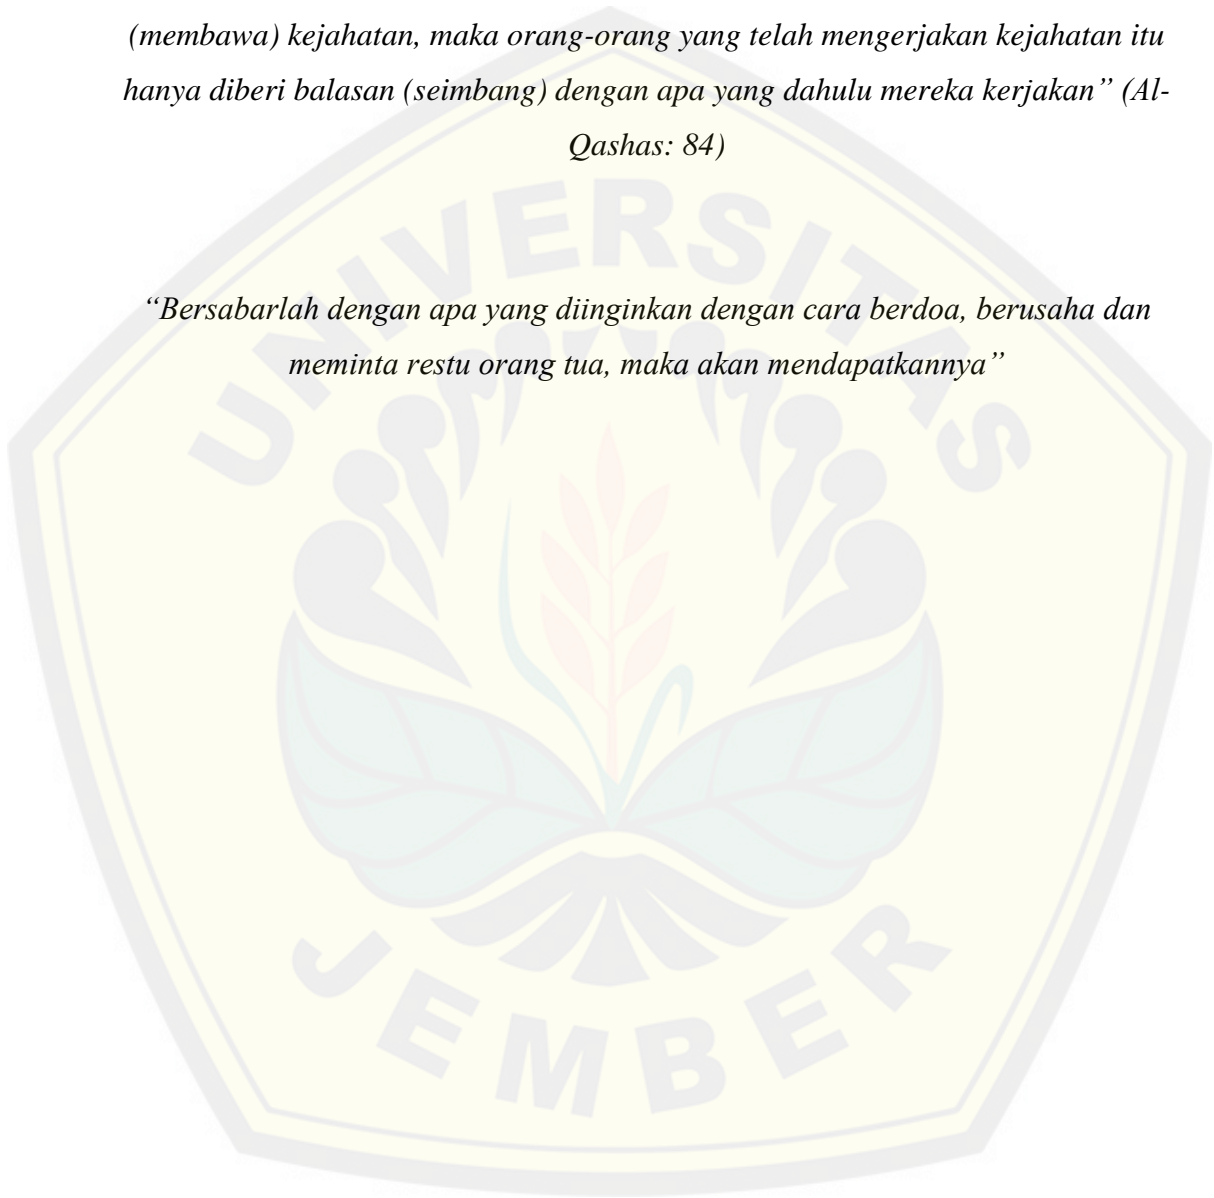 (membawa) kejahatan, maka orang-orang yang telah mengerjakan kejahatan itu
hanya diberi balasan (seimbang) dengan apa yang dahulu mereka kerjakan” (Al-
Qashas: 84)
UNIVERSITAS
“Bersabarlah dengan apa yang diinginkan dengan cara berdoa, berusaha dan
meminta restu orang tua, maka akan mendapatkannya”
JEMBER